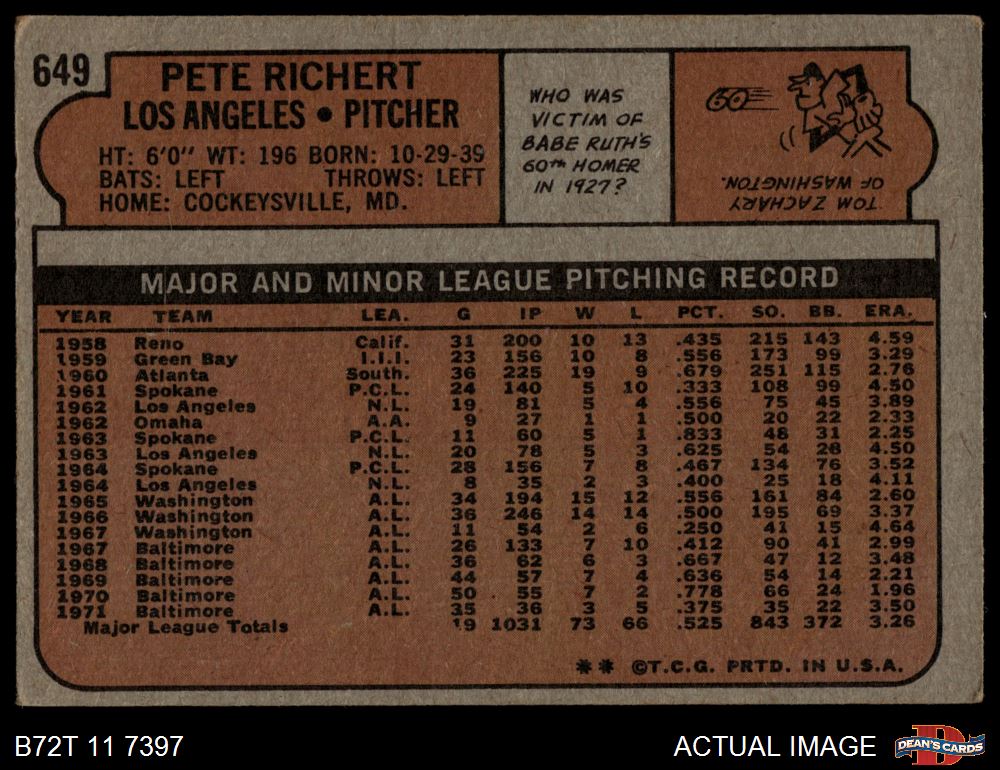 649
PETE RICHERT
LOS ANGELES • PITCHER
HT: 6'0" WT: 196 BORN: 10-29-39
BATS: LEFT THROWS: LEFT
HOME: COCKEYSVILLE, MD.
WHO WAS
VICTIM OF
BABE RUTH'S
60th HOMER
IN 1927?
60
TOM ZACHARY
OF WASHINGTON.
MAJOR AND MINOR LEAGUE PITCHING RECORD
YEAR TEAM LEA. G IP W L PCT. SO. BB. ERA.
1958 Reno Calif. 31 200 10 13 .435 215 143 4.59
1959 Green Bay I.I.I. 23 156 10 8 .556 173 99 3.29
1960 Atlanta South. 36 225 19 9 .679 251 115 2.76
1961 Spokane P.C.L. 24 140 5 10 .333 108 99 4.50
1962 Los Angeles N.L. 19 81 5 4 .556 75 45 3.89
1962 Omaha A.A. 9 27 1 1 .500 20 22 2.33
1963 Spokane P.C.L. 11 60 5 1 .833 48 31 2.25
1963 Los Angeles N.L. 20 78 5 3 .625 54 28 4.50
1964 Spokane P.C.L. 28 156 7 8 .467 134 76 3.52
1964 Los Angeles N.L. 8 35 2 3 .400 25 18 4.11
1965 Washington A.L. 34 194 15 12 .556 161 84 2.60
1966 Washington A.L. 36 246 14 14 .500 195 69 3.37
1967 Washington A.L. 11 54 2 6 .250 41 15 4.64
1967 Baltimore A.L. 26 133 7 10 .412 90 41 2.99
1968 Baltimore A.L. 36 62 6 3 .667 47 12 3.48
1969 Baltimore A.L. 44 57 7 4 .636 54 14 2.21
1970 Baltimore A.L. 50 55 7 2 .778 66 24 1.96
1971 Baltimore A.L. 35 36 3 5 .375 35 22 3.50
Major League Totals 19 1031 73 66 .525 843 372 3.26
** ©T.C.G. PRTD. IN U.S.A.
B72T 11 7397
ACTUAL IMAGE
D
DEAN'S CARDS